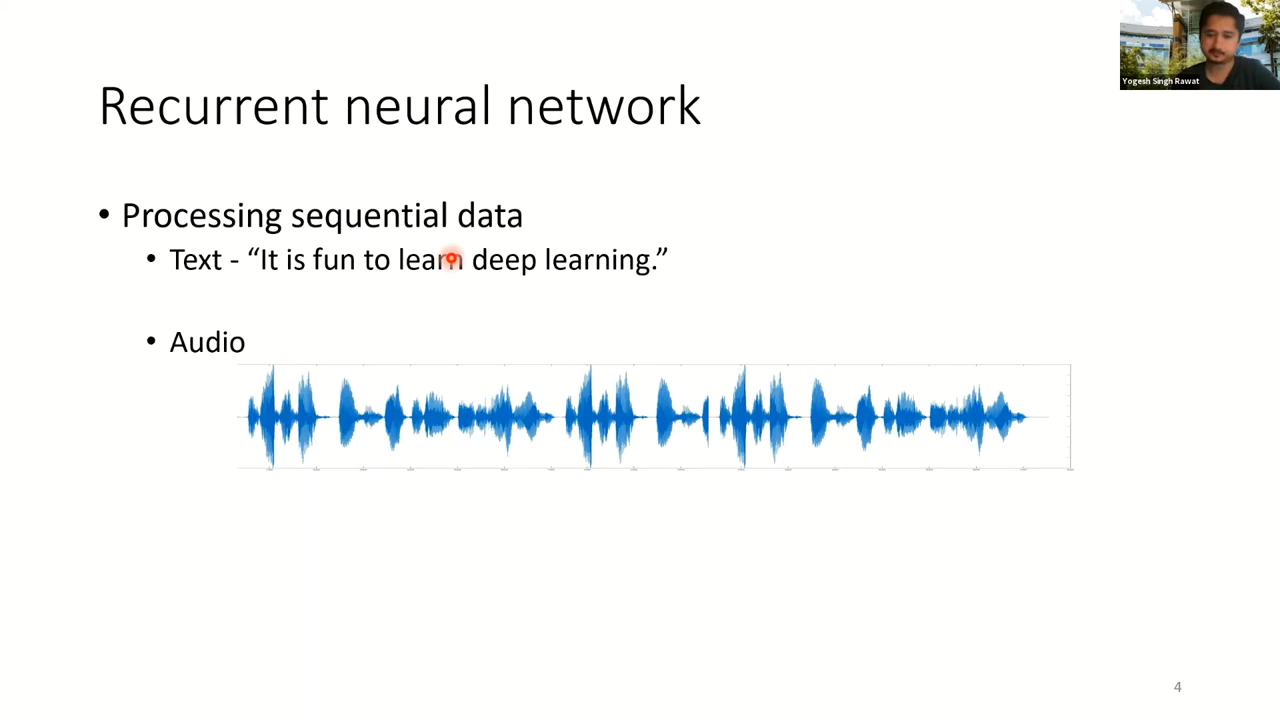 Yogesh Singh Rawat
Recurrent neural network
• Processing sequential data
• Text - “It is fun to learn deep learning.”
• Audio
4